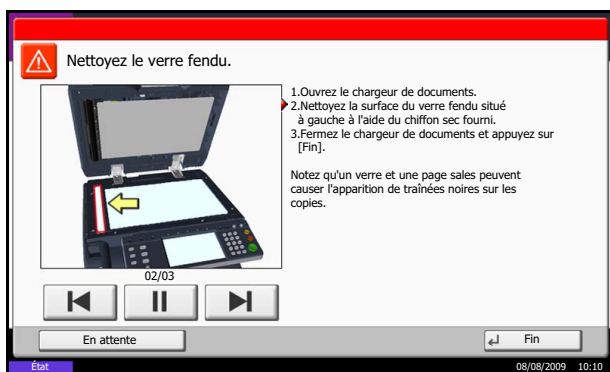 Nettoyez le verre fendu.
1.Ouvrez le chargeur de documents.
2.Nettoyez la surface du verre fendu situé
à gauche à l'aide du chiffon sec fourni.
3.Fermez le chargeur de documents et appuyez sur
[Fin].
Notez qu'un verre et une page sales peuvent
causer l'apparition de traînées noires sur les
copies.
02/03
En attente
Fin
État
08/08/2009 10:10